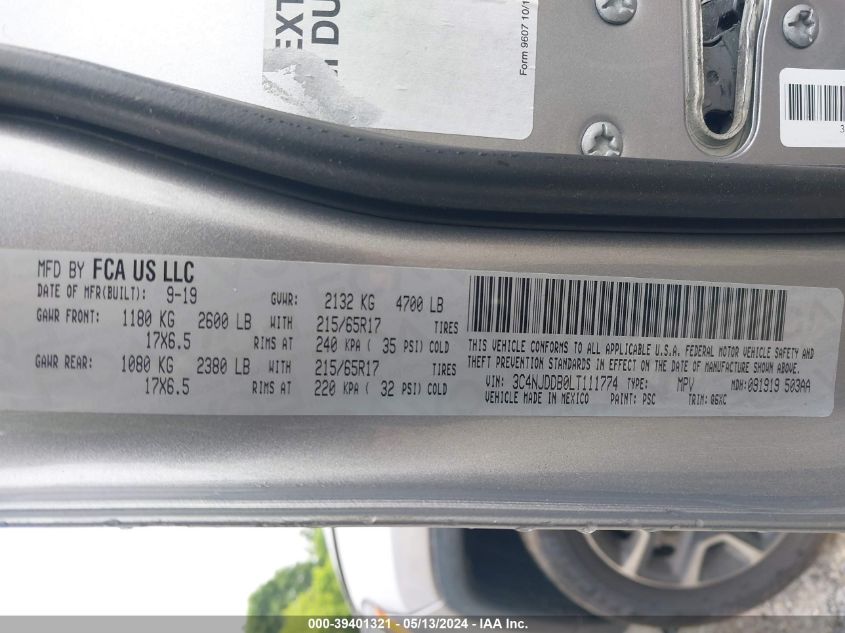 EXT
DU
Form 9607 10/1
3
MFD BY FCA US LLC
DATE OF MFR(BUILT): 9-19 GVWR: 2132 KG 4700 LB
GAWR FRONT: 1180 KG 2600 LB WITH 215/65R17 TIRES
17X6.5 RIMS AT 240 KPA ( 35 PSI) COLD
GAWR REAR: 1080 KG 2380 LB WITH 215/65R17 TIRES
17X6.5 RIMS AT 220 KPA ( 32 PSI) COLD
THIS VEHICLE CONFORMS TO ALL APPLICABLE U.S.A. FEDERAL MOTOR VEHICLE SAFETY AND
THEFT PREVENTION STANDARDS IN EFFECT ON THE DATE OF MANUFACTURE SHOWN ABOVE.
VIN: 3C4NJDDB0LT111774 TYPE: MPV MDH:091919 503AA
VEHICLE MADE IN MEXICO PAINT: PSC TRIM: Q6XC
000-39401321 - 05/13/2024 - IAA Inc.